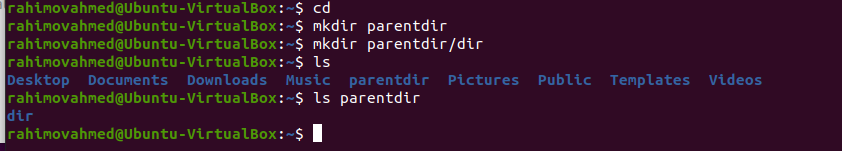 rahimovahmed@Ubuntu-VirtualBox:~$ cd
rahimovahmed@Ubuntu-VirtualBox:~$ mkdir parentdir
rahimovahmed@Ubuntu-VirtualBox:~$ mkdir parentdir/dir
rahimovahmed@Ubuntu-VirtualBox:~$ ls
Desktop  Documents  Downloads  Music  parentdir  Pictures  Public  Templates  Videos
rahimovahmed@Ubuntu-VirtualBox:~$ ls parentdir
dir
rahimovahmed@Ubuntu-VirtualBox:~$